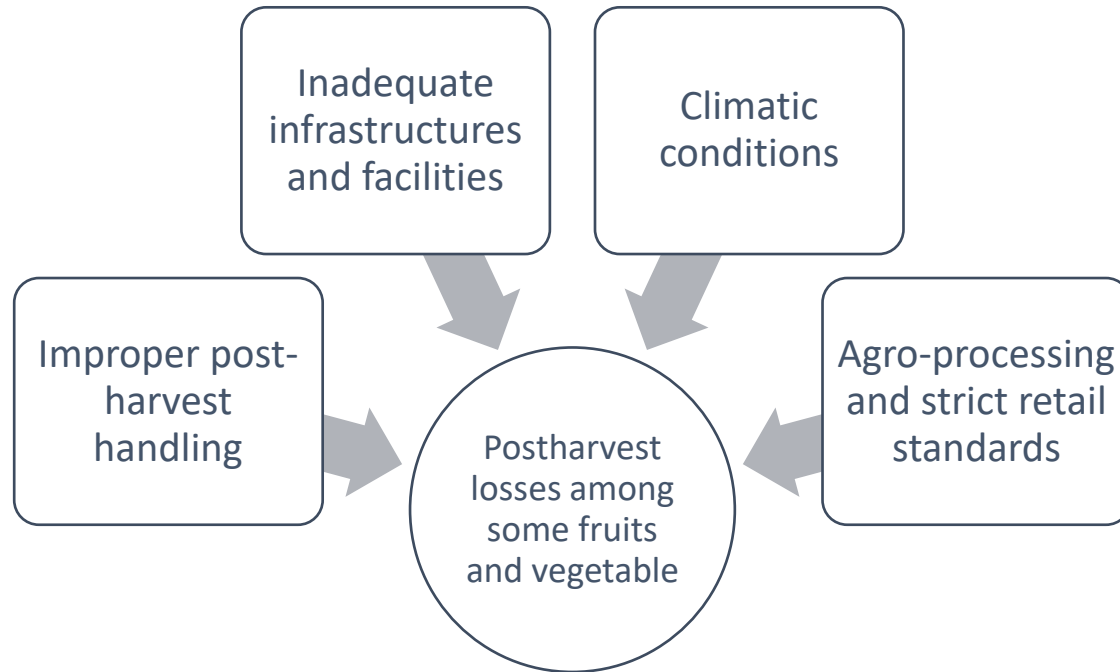 Inadequate
infrastructures
and facilities
Climatic
conditions
Improper post-
harvest
handling
Agro-processing
and strict retail
standards
Postharvest
losses among
some fruits
and vegetable